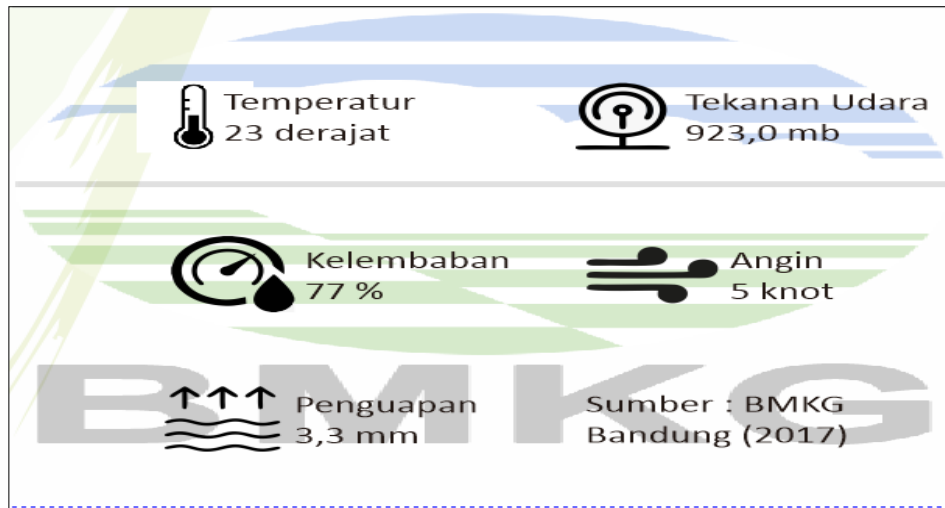 Temperatur
23 derajat
Tekanan Udara
923,0 mb
Kelembaban
77 %
Angin
5 knot
Penguapan
3,3 mm
Sumber : BMKG
Bandung (2017)
BMKG